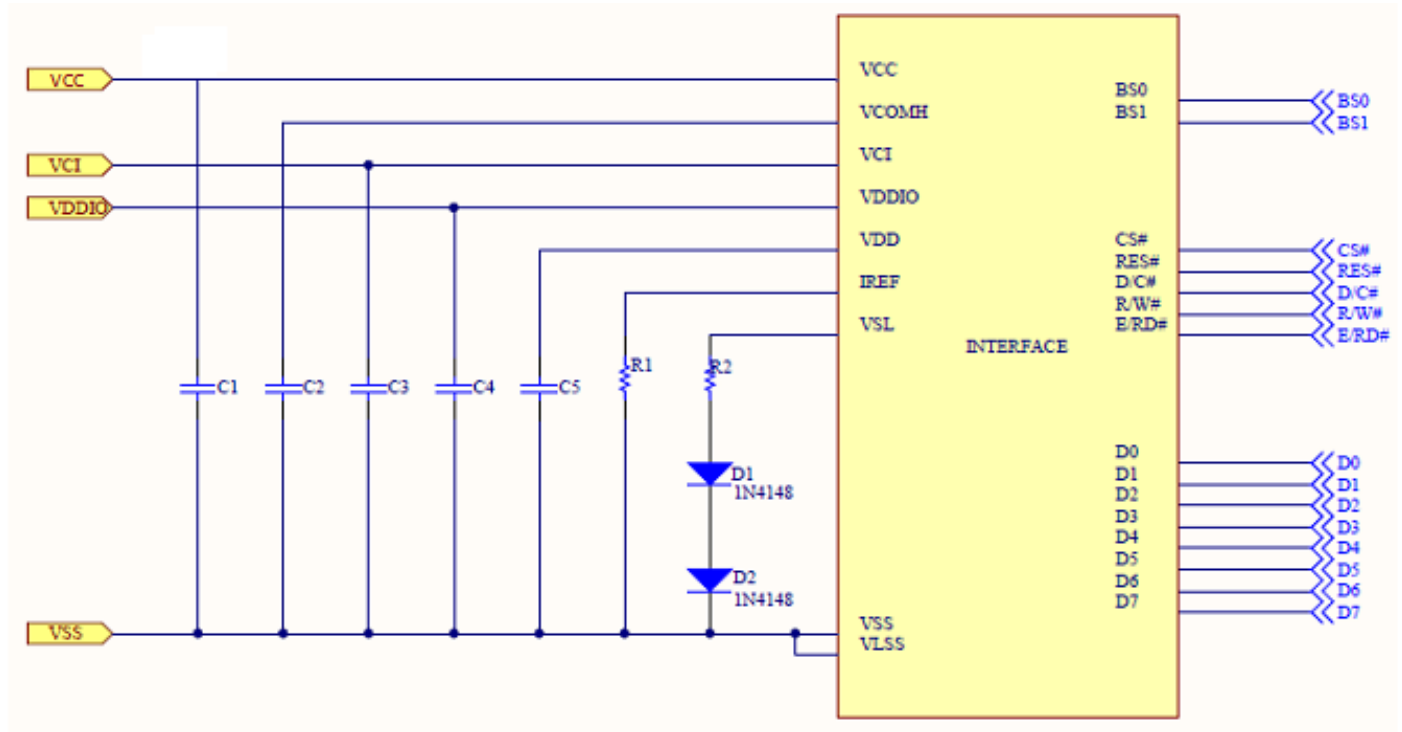 VCC
VCI
VDDIO
VSS
C1
C2
C3
C4
C5
R1
R2
D1
1N4148
D2
1N4148
VCC
VCOMH
VCI
VDDIO
VDD
IREF
VSL
VSS
VLSS
INTERFACE
BS0
BS1
CS#
RES#
D/C#
R/W#
E/RD#
D0
D1
D2
D3
D4
D5
D6
D7
BS0
BS1
CS#
RES#
D/C#
R/W#
E/RD#
D0
D1
D2
D3
D4
D5
D6
D7